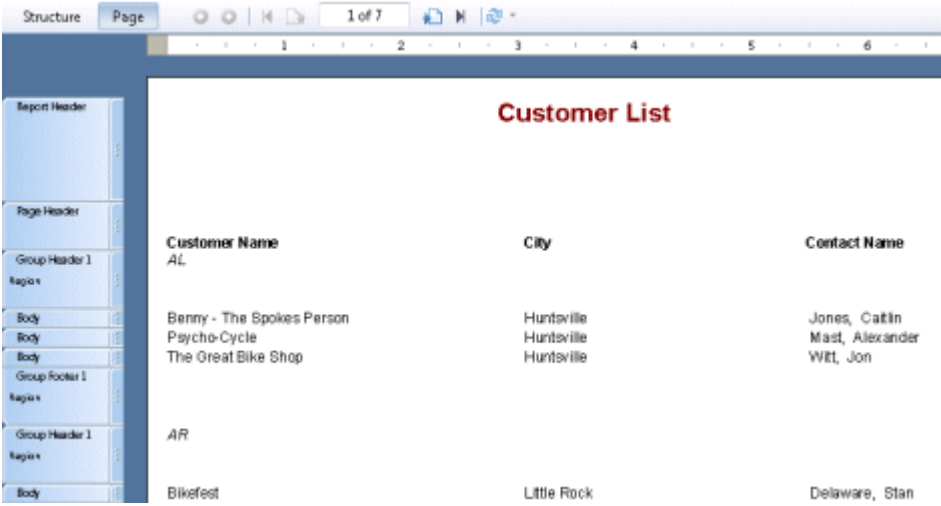 Structure Page 1 of 7
1 2 3 4 5 6
Report Header
Customer List
Page Header
Customer Name City Contact Name
Group Header 1
AL
Region
Body Benny - The Spokes Person Huntsville Jones, Caitlin
Body Psycho-Cycle Huntsville Mast, Alexander
Body The Great Bike Shop Huntsville Witt, Jon
Group Footer 1
Region
Group Header 1 AR
Region
Body Bikefest Little Rock Delaware, Stan